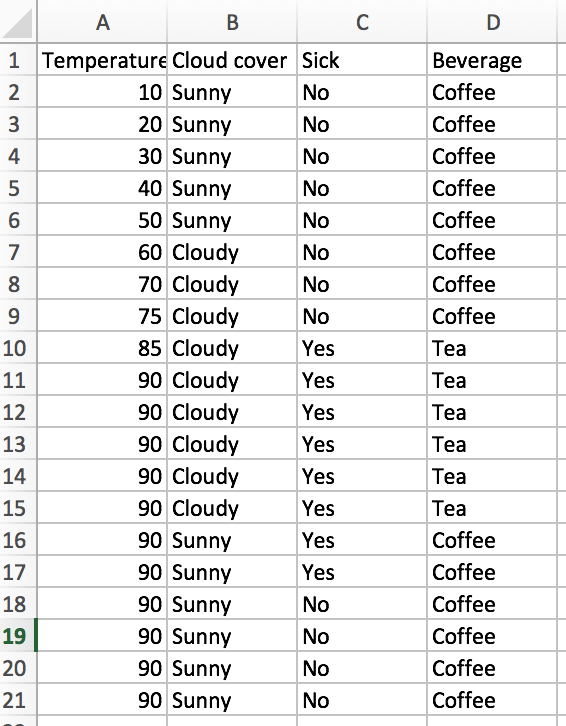 A B C D
1 Temperature Cloud cover Sick Beverage
2 10 Sunny No Coffee
3 20 Sunny No Coffee
4 30 Sunny No Coffee
5 40 Sunny No Coffee
6 50 Sunny No Coffee
7 60 Cloudy No Coffee
8 70 Cloudy No Coffee
9 75 Cloudy No Coffee
10 85 Cloudy Yes Tea
11 90 Cloudy Yes Tea
12 90 Cloudy Yes Tea
13 90 Cloudy Yes Tea
14 90 Cloudy Yes Tea
15 90 Cloudy Yes Tea
16 90 Sunny Yes Coffee
17 90 Sunny Yes Coffee
18 90 Sunny No Coffee
19 90 Sunny No Coffee
20 90 Sunny No Coffee
21 90 Sunny No Coffee